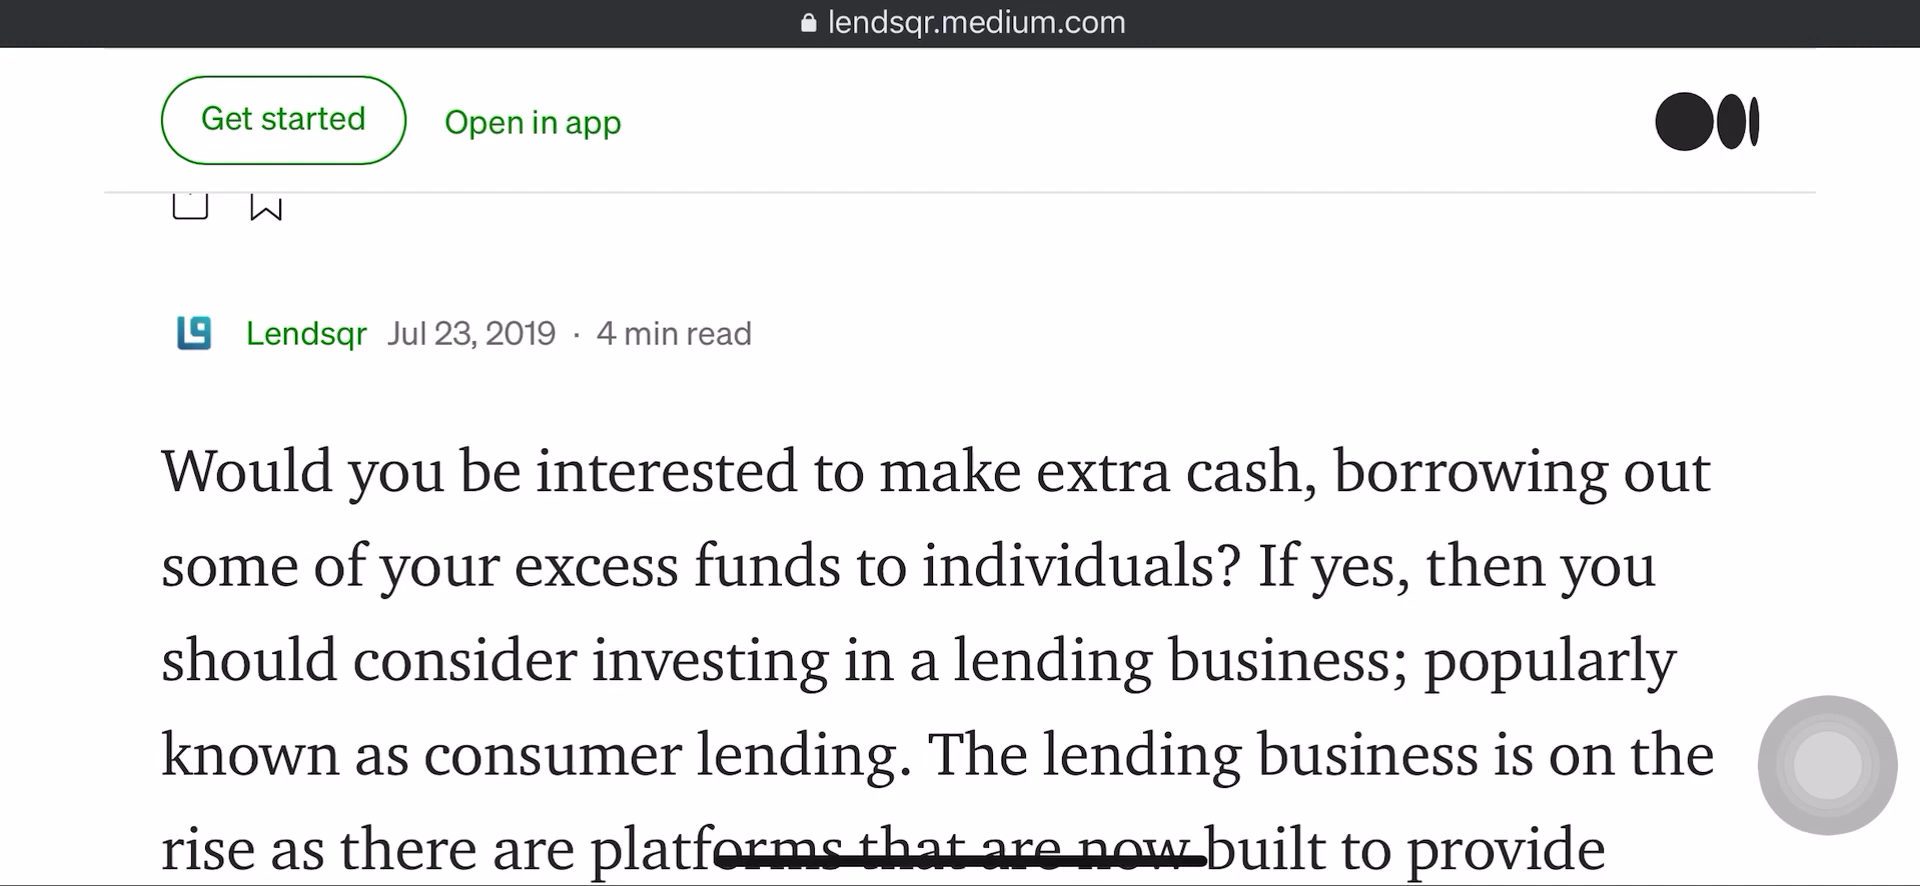 lendsqr.medium.com
Get started Open in app
Lendsqr Jul 23, 2019 · 4 min read
Would you be interested to make extra cash, borrowing out
some of your excess funds to individuals? If yes, then you
should consider investing in a lending business; popularly
known as consumer lending. The lending business is on the
rise as there are platforms that are now built to provide